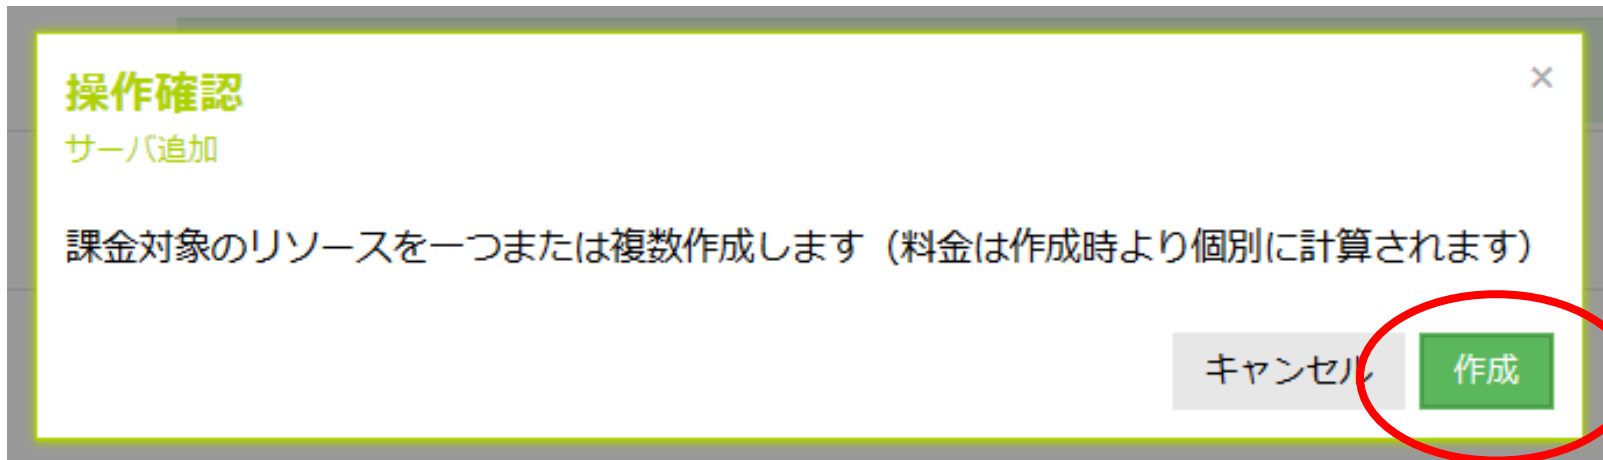 操作確認
×
サーバ追加
課金対象のリソースを一つまたは複数作成します（料金は作成時より個別に計算されます）
キャンセル
作成